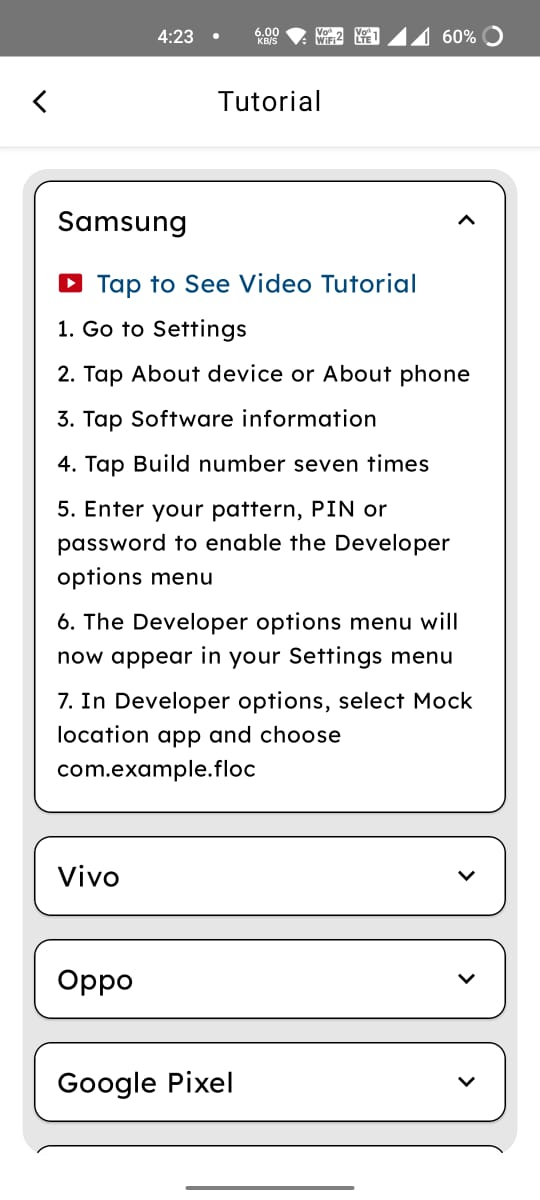 4:23 • 6.00 KB/S Vo WiFi 2 Vo LTE 1 60%
Tutorial
Samsung
Tap to See Video Tutorial
1. Go to Settings
2. Tap About device or About phone
3. Tap Software information
4. Tap Build number seven times
5. Enter your pattern, PIN or
password to enable the Developer
options menu
6. The Developer options menu will
now appear in your Settings menu
7. In Developer options, select Mock
location app and choose
com.example.floc
Vivo
Oppo
Google Pixel